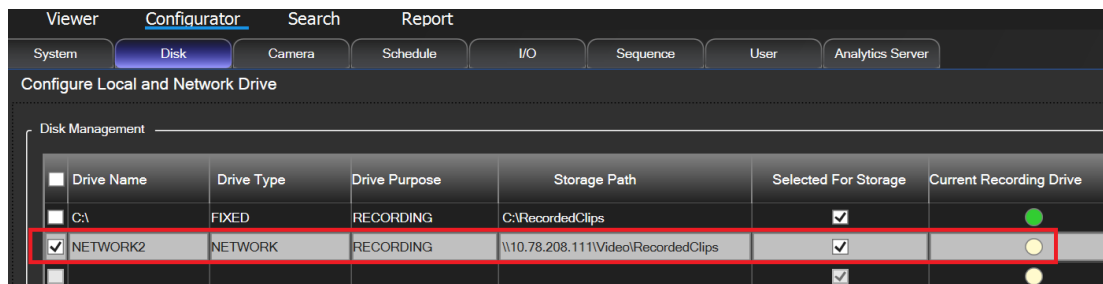 Viewer Configurator Search Report
System Disk Camera Schedule I/O Sequence User Analytics Server
Configure Local and Network Drive
Disk Management
Drive Name Drive Type Drive Purpose Storage Path Selected For Storage Current Recording Drive
C:\ FIXED RECORDING C:\RecordedClips
NETWORK2 NETWORK RECORDING \\10.78.208.111\Video\RecordedClips